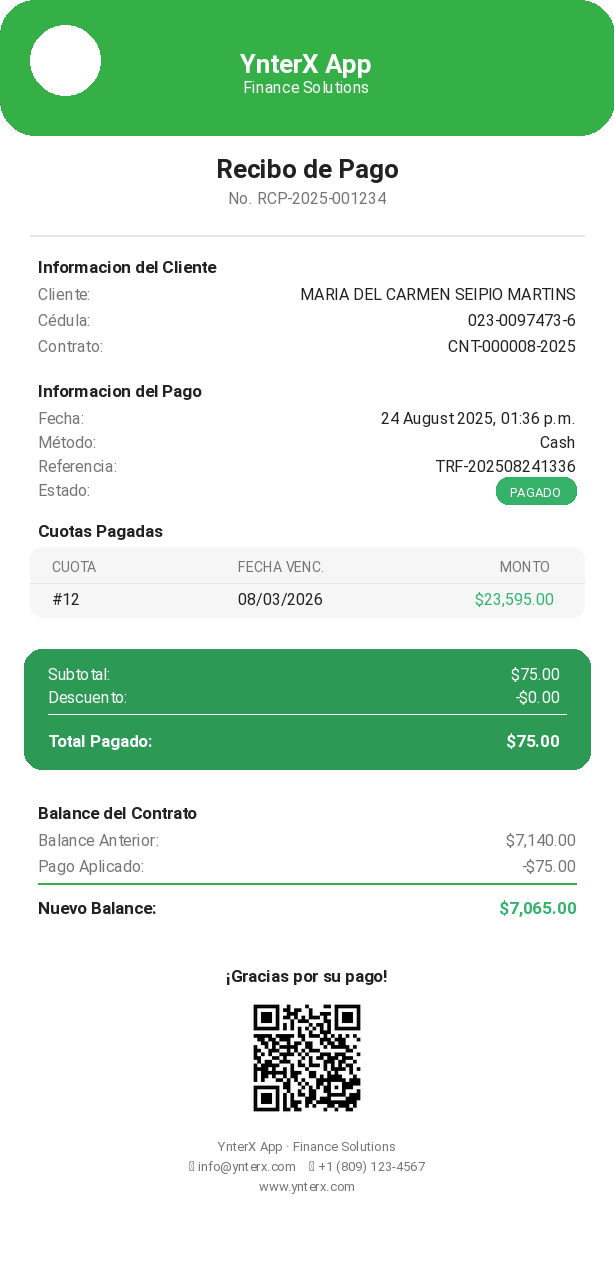 YnterX App
Finance Solutions
Recibo de Pago
No. RCP-2025-001234
Informacion del Cliente
Cliente: MARIA DEL CARMEN SEIPIO MARTINS
Cédula: 023-0097473-6
Contrato: CNT-000008-2025
Informacion del Pago
Fecha: 24 August 2025, 01:36 p.m.
Método: Cash
Referencia: TRF-202508241336
Estado: PAGADO
Cuotas Pagadas
CUOTA FECHA VENC. MONTO
#12 08/03/2026 $23,595.00
Subtotal: $75.00
Descuento: -$0.00
Total Pagado: $75.00
Balance del Contrato
Balance Anterior: $7,140.00
Pago Aplicado: -$75.00
Nuevo Balance: $7,065.00
¡Gracias por su pago!
YnterX App · Finance Solutions
info@ynterx.com +1 (809) 123-4567
www.ynterx.com